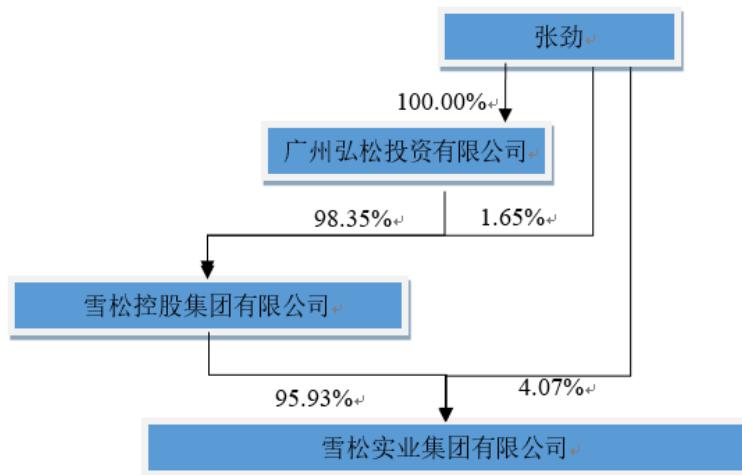 张劲
100.00%
广州弘松投资有限公司
98.35%
1.65%
雪松控股集团有限公司
95.93%
4.07%
雪松实业集团有限公司